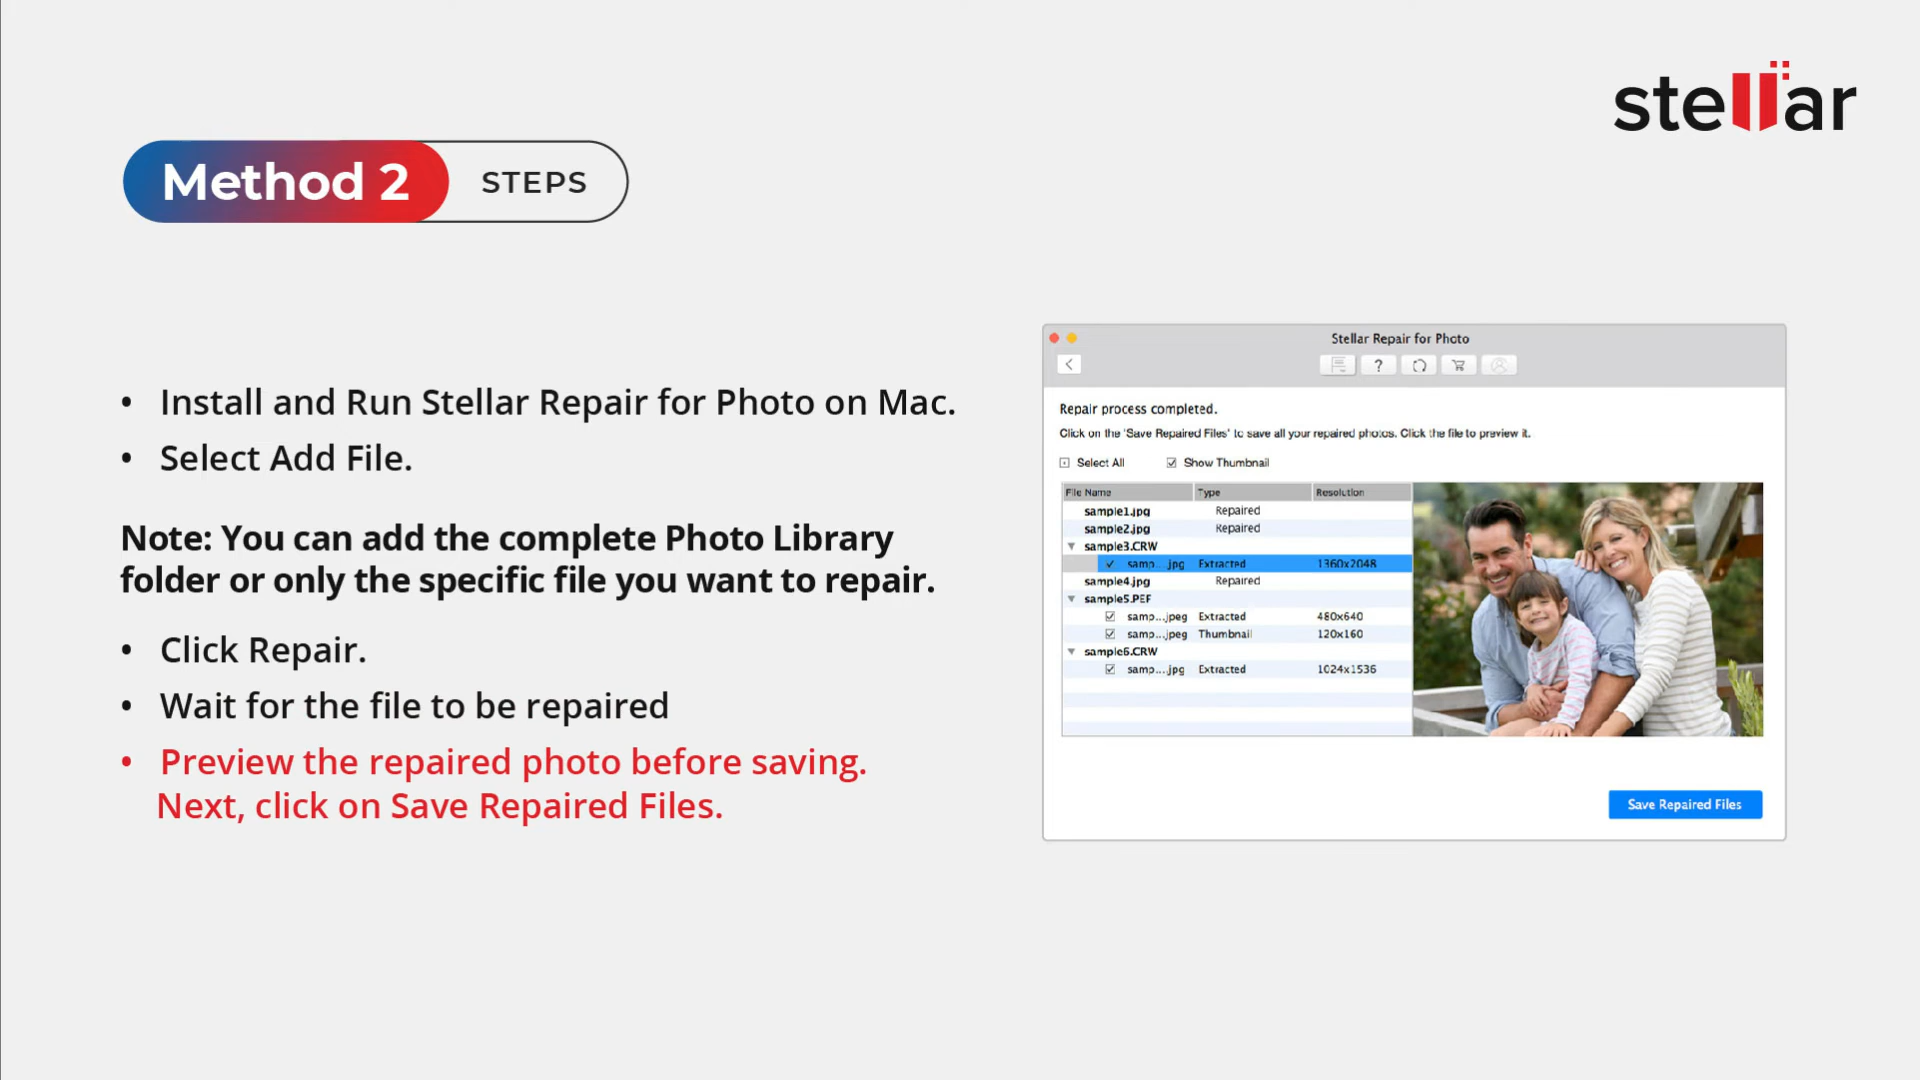 stellar
Method 2 STEPS
• Install and Run Stellar Repair for Photo on Mac.
• Select Add File.
Note: You can add the complete Photo Library
folder or only the specific file you want to repair.
• Click Repair.
• Wait for the file to be repaired
• Preview the repaired photo before saving.
Next, click on Save Repaired Files.
Stellar Repair for Photo
?
Repair process completed.
Click on the 'Save Repaired Files' to save all your repaired photos. Click the file to preview it.
Select All Show Thumbnail
File Name Type Resolution
sample1.jpg Repaired
sample2.jpg Repaired
sample3.CRW
samp...jpg Extracted 1360x2048
sample4.jpg Repaired
sample5.PEF
samp...jpeg Extracted 480x640
samp...jpeg Thumbnail 120x160
sample6.CRW
samp....jpg Extracted 1024x1536
Save Repaired Files